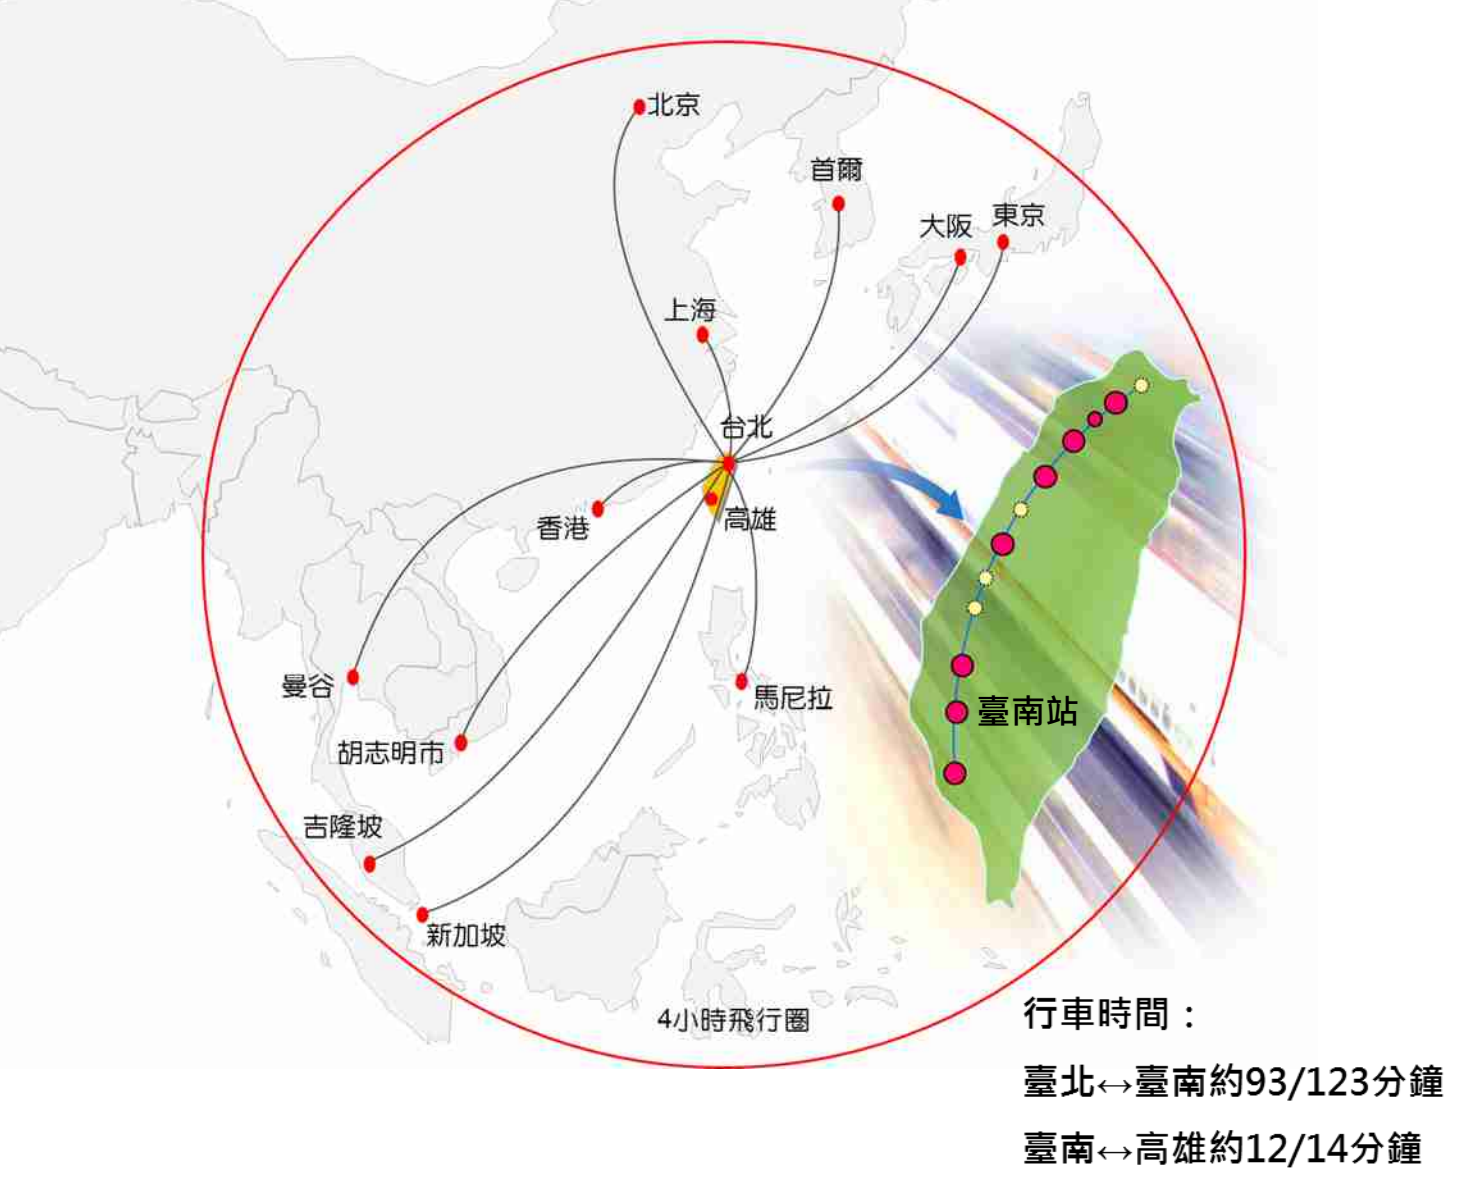 北京
首爾
大阪
東京
上海
台北
香港
高雄
曼谷
馬尼拉
臺南站
胡志明市
吉隆坡
新加坡
4小時飛行圈
行車時間：
臺北↔臺南約93/123分鐘
臺南↔高雄約12/14分鐘